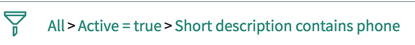 All > Active = true > Short description contains phone